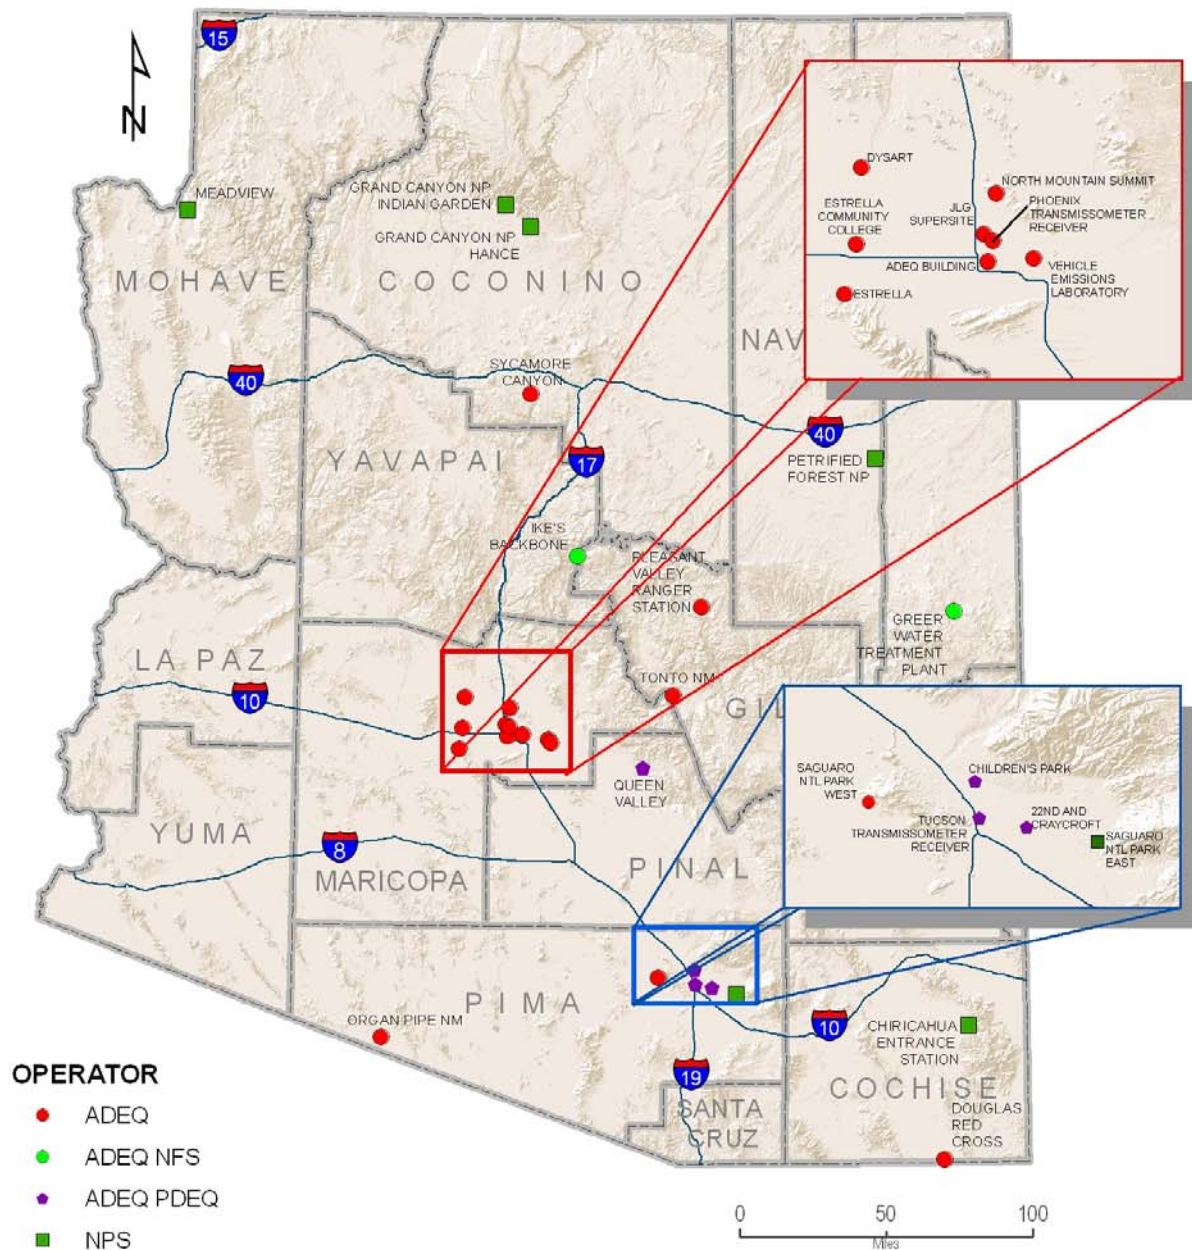 15
N
MEADVIEW
GRAND CANYON NP
INDIAN GARDEN
GRAND CANYON NP
HANCE
MOHAVE
COCONINO
NAV
DYSART
NORTH MOUNTAIN SUMMIT
ESTRELLA
COMMUNITY
COLLEGE
JLG
SUPERSITE
PHOENIX
TRANSMISSOMETER
RECEIVER
ADEQ BUILDING
VEHICLE
EMISSIONS
LABORATORY
ESTRELLA
40
SYCAMORE
CANYON
40
YAVAPAI
17
PETRIFIED
FOREST NP
IKE'S
BACKBONE
PLEASANT
VALLEY
RANGER
STATION
GREER
WATER
TREATMENT
PLANT
LA PAZ
10
TONTO NM
GIL
QUEEN
VALLEY
SAGUARO
NTL PARK
WEST
CHILDREN'S PARK
TUCSON
TRANSMISSOMETER
RECEIVER
22ND AND
CRAYCROFT
SAGUARO
NTL PARK
EAST
YUMA
8
MARICOPA
PINAL
PIMA
ORGAN PIPE NM
10
CHIRICAHUA
ENTRANCE
STATION
19
COCHISE
SANTA
CRUZ
DOUGLAS
RED
CROSS
OPERATOR
ADEQ
ADEQ NFS
ADEQ PDEQ
NPS
0 50 100
Miles